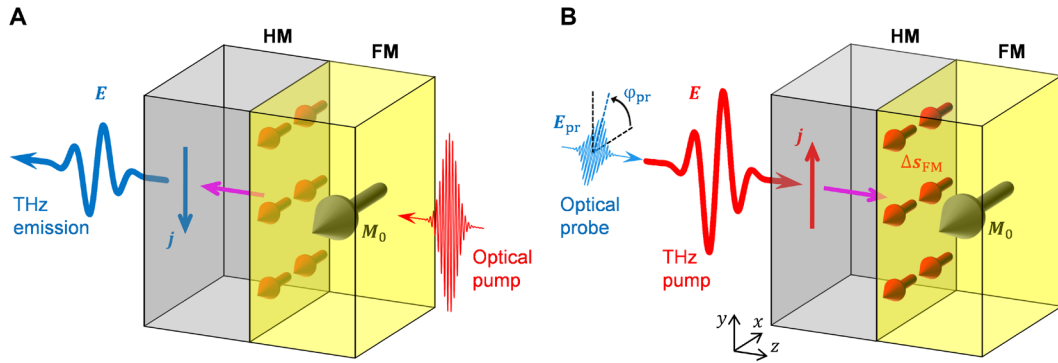 A
HM
FM
E
THz
emission
j
M₀
Optical
pump
B
HM
FM
E
φpr
Epr
j
ΔsFM
M₀
Optical
probe
THz
pump
y
x
z